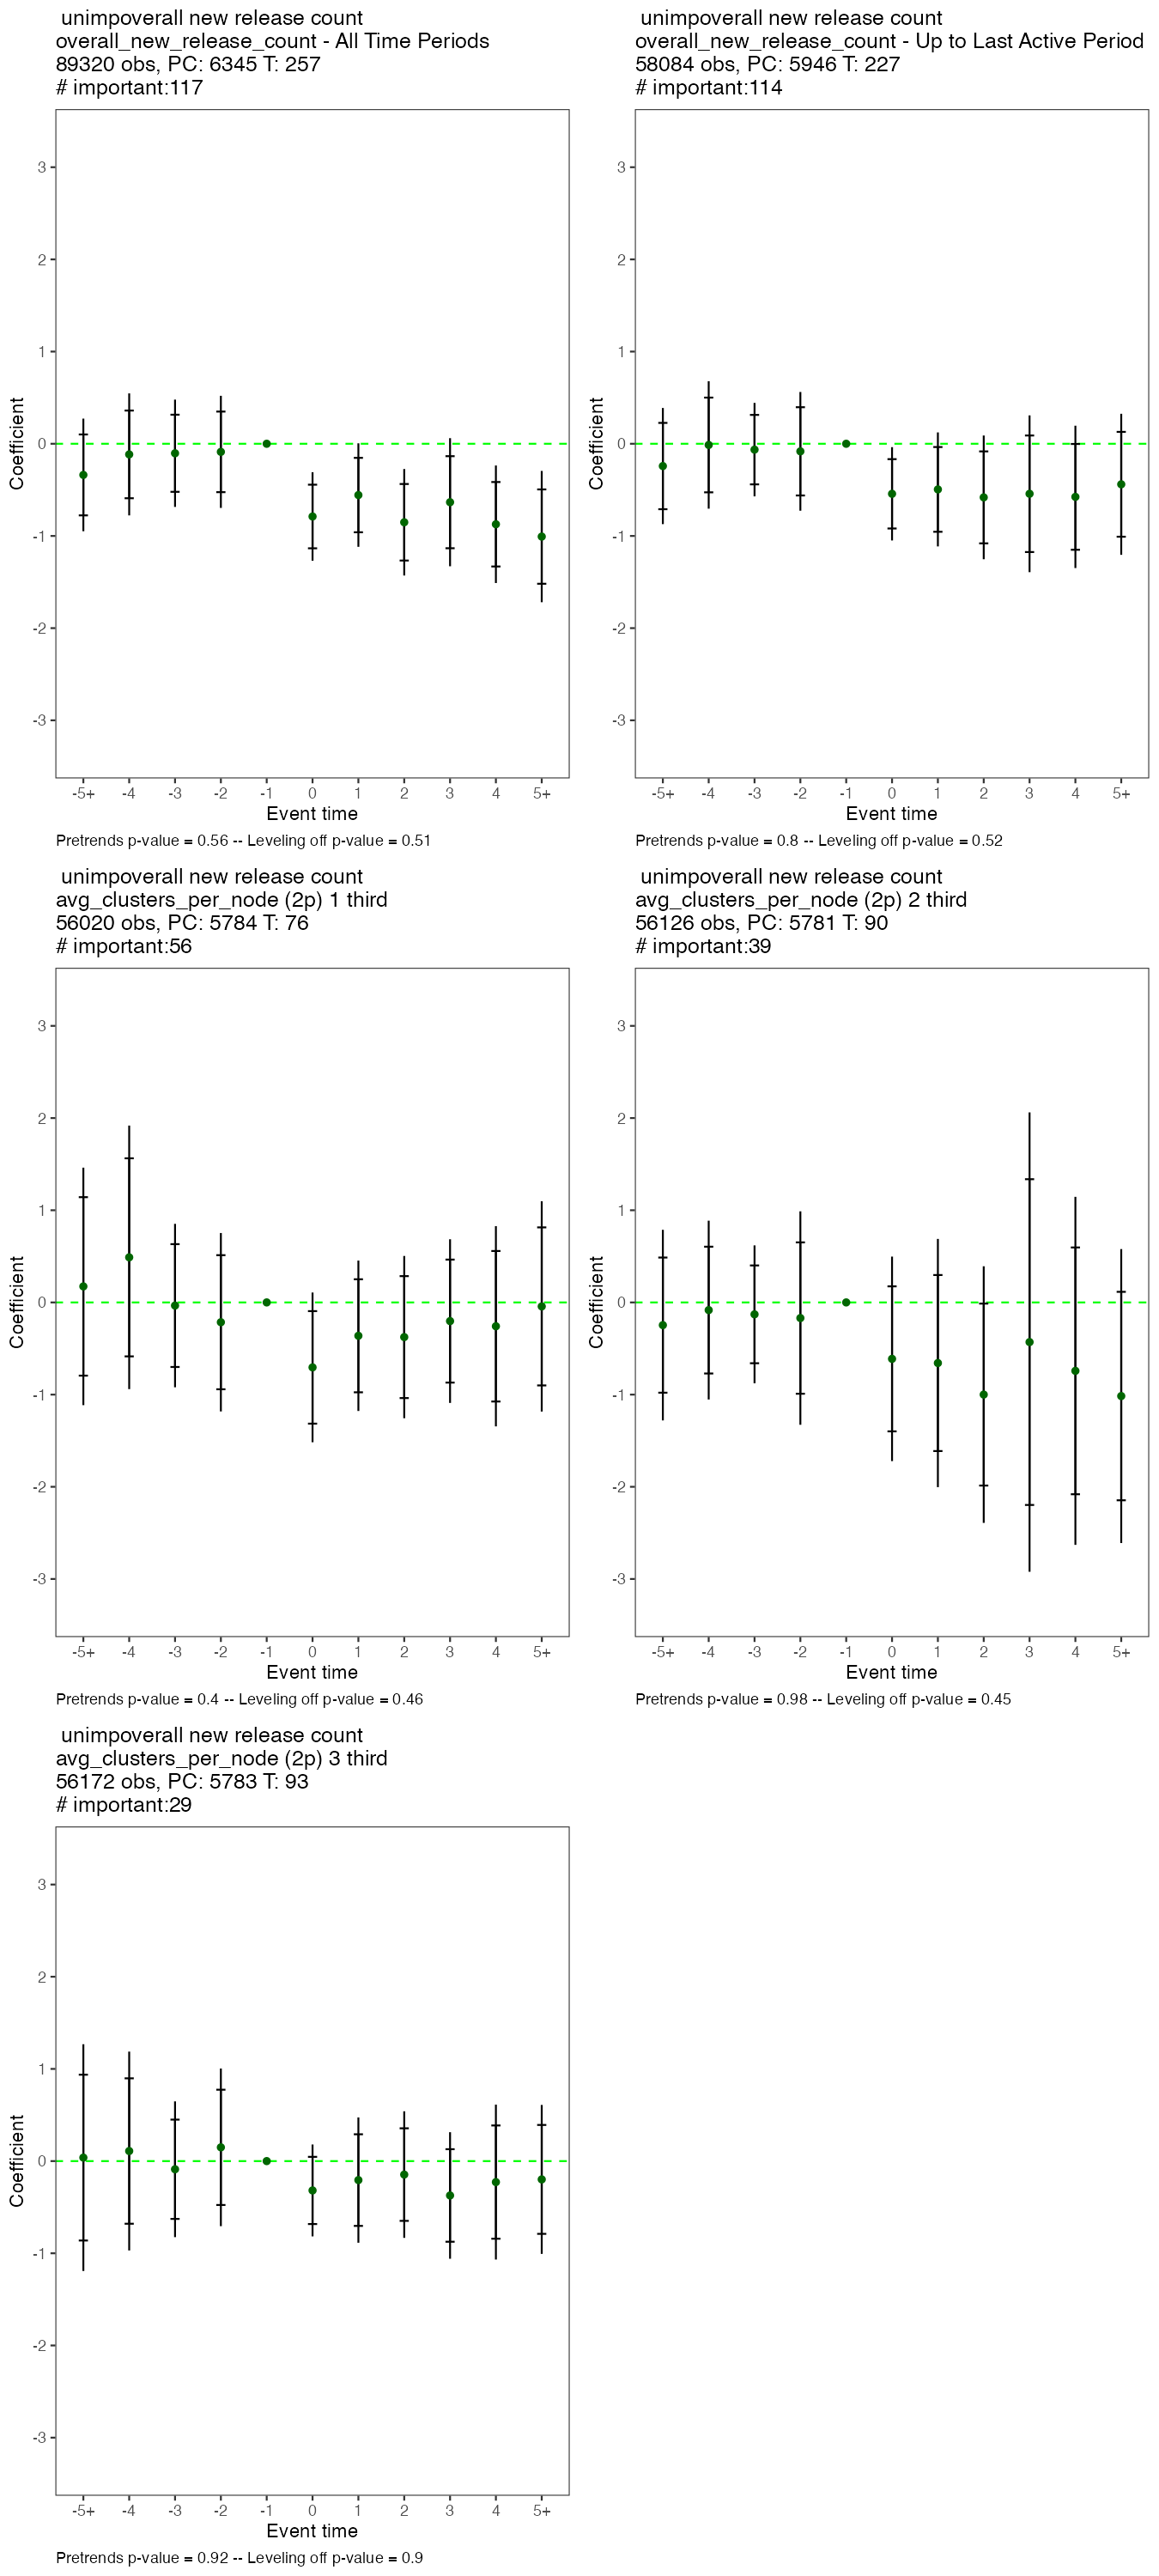 unimpoverall new release count
overall_new_release_count - All Time Periods
89320 obs, PC: 6345 T: 257
# important:117
Coefficient
3
2
1
0
-1
-2
-3
-5+ -4 -3 -2 -1 0 1 2 3 4 5+
Event time
Pretrends p-value = 0.56 -- Leveling off p-value = 0.51
unimpoverall new release count
overall_new_release_count - Up to Last Active Period
58084 obs, PC: 5946 T: 227
# important:114
Coefficient
3
2
1
0
-1
-2
-3
-5+ -4 -3 -2 -1 0 1 2 3 4 5+
Event time
Pretrends p-value = 0.8 -- Leveling off p-value = 0.52
unimpoverall new release count
avg_clusters_per_node (2p) 1 third
56020 obs, PC: 5784 T: 76
# important:56
Coefficient
3
2
1
0
-1
-2
-3
-5+ -4 -3 -2 -1 0 1 2 3 4 5+
Event time
Pretrends p-value = 0.4 -- Leveling off p-value = 0.46
unimpoverall new release count
avg_clusters_per_node (2p) 2 third
56126 obs, PC: 5781 T: 90
# important:39
Coefficient
3
2
1
0
-1
-2
-3
-5+ -4 -3 -2 -1 0 1 2 3 4 5+
Event time
Pretrends p-value = 0.98 -- Leveling off p-value = 0.45
unimpoverall new release count
avg_clusters_per_node (2p) 3 third
56172 obs, PC: 5783 T: 93
# important:29
Coefficient
3
2
1
0
-1
-2
-3
-5+ -4 -3 -2 -1 0 1 2 3 4 5+
Event time
Pretrends p-value = 0.92 -- Leveling off p-value = 0.9